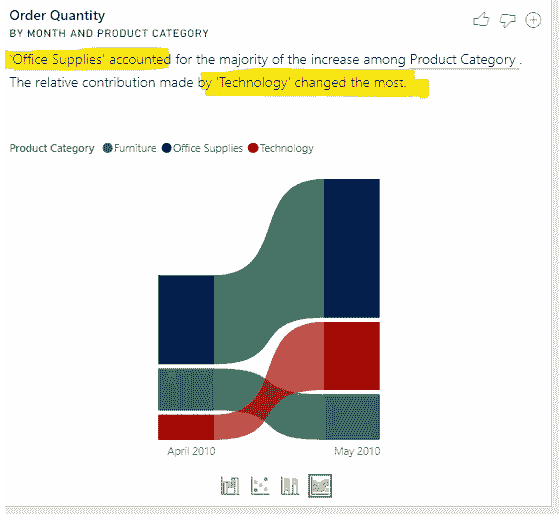 Order Quantity
BY MONTH AND PRODUCT CATEGORY
'Office Supplies' accounted for the majority of the increase among Product Category .
The relative contribution made by 'Technology' changed the most.
Product Category Furniture Office Supplies Technology
April 2010 May 2010